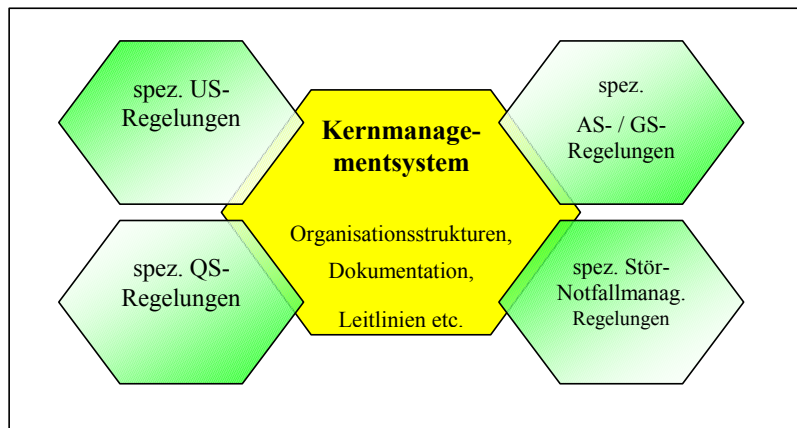 spez. US-
Regelungen
spez.
AS- / GS-
Regelungen
Kernmanage-
mentsystem
Organisationsstrukturen,
Dokumentation,
Leitlinien etc.
spez. QS-
Regelungen
spez. Stör-
Notfallmanag.
Regelungen